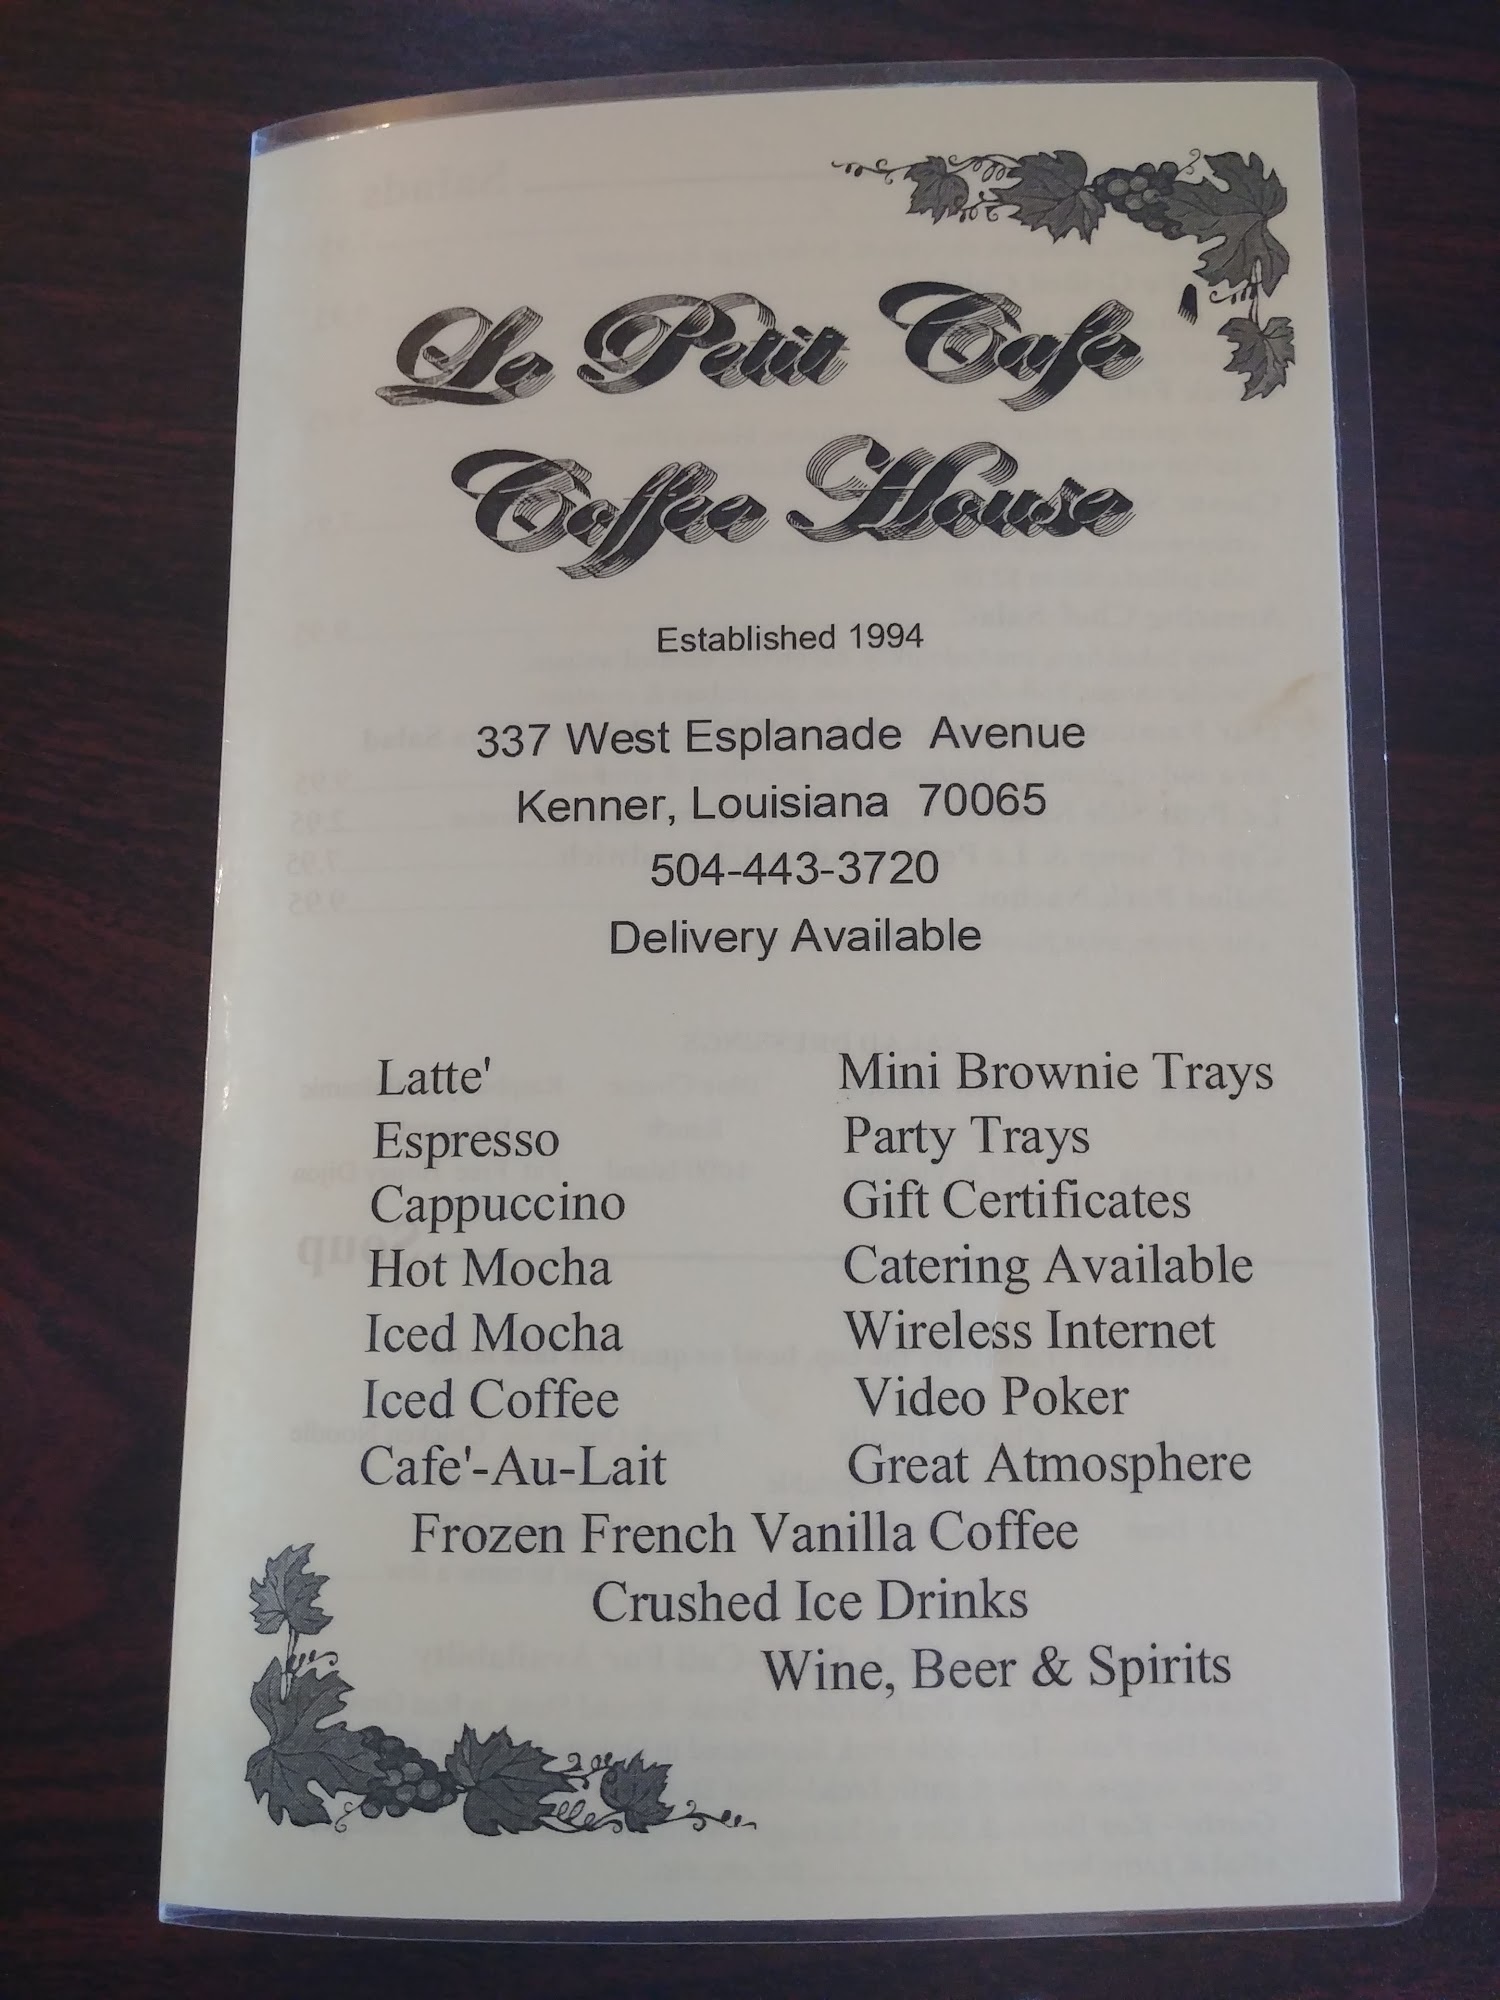 Le Petit Cafe'
Coffee House
Established 1994
337 West Esplanade Avenue
Kenner, Louisiana 70065
504-443-3720
Delivery Available
Latte'
Espresso
Cappuccino
Hot Mocha
Iced Mocha
Iced Coffee
Cafe'-Au-Lait
Mini Brownie Trays
Party Trays
Gift Certificates
Catering Available
Wireless Internet
Video Poker
Great Atmosphere
Frozen French Vanilla Coffee
Crushed Ice Drinks
Wine, Beer & Spirits